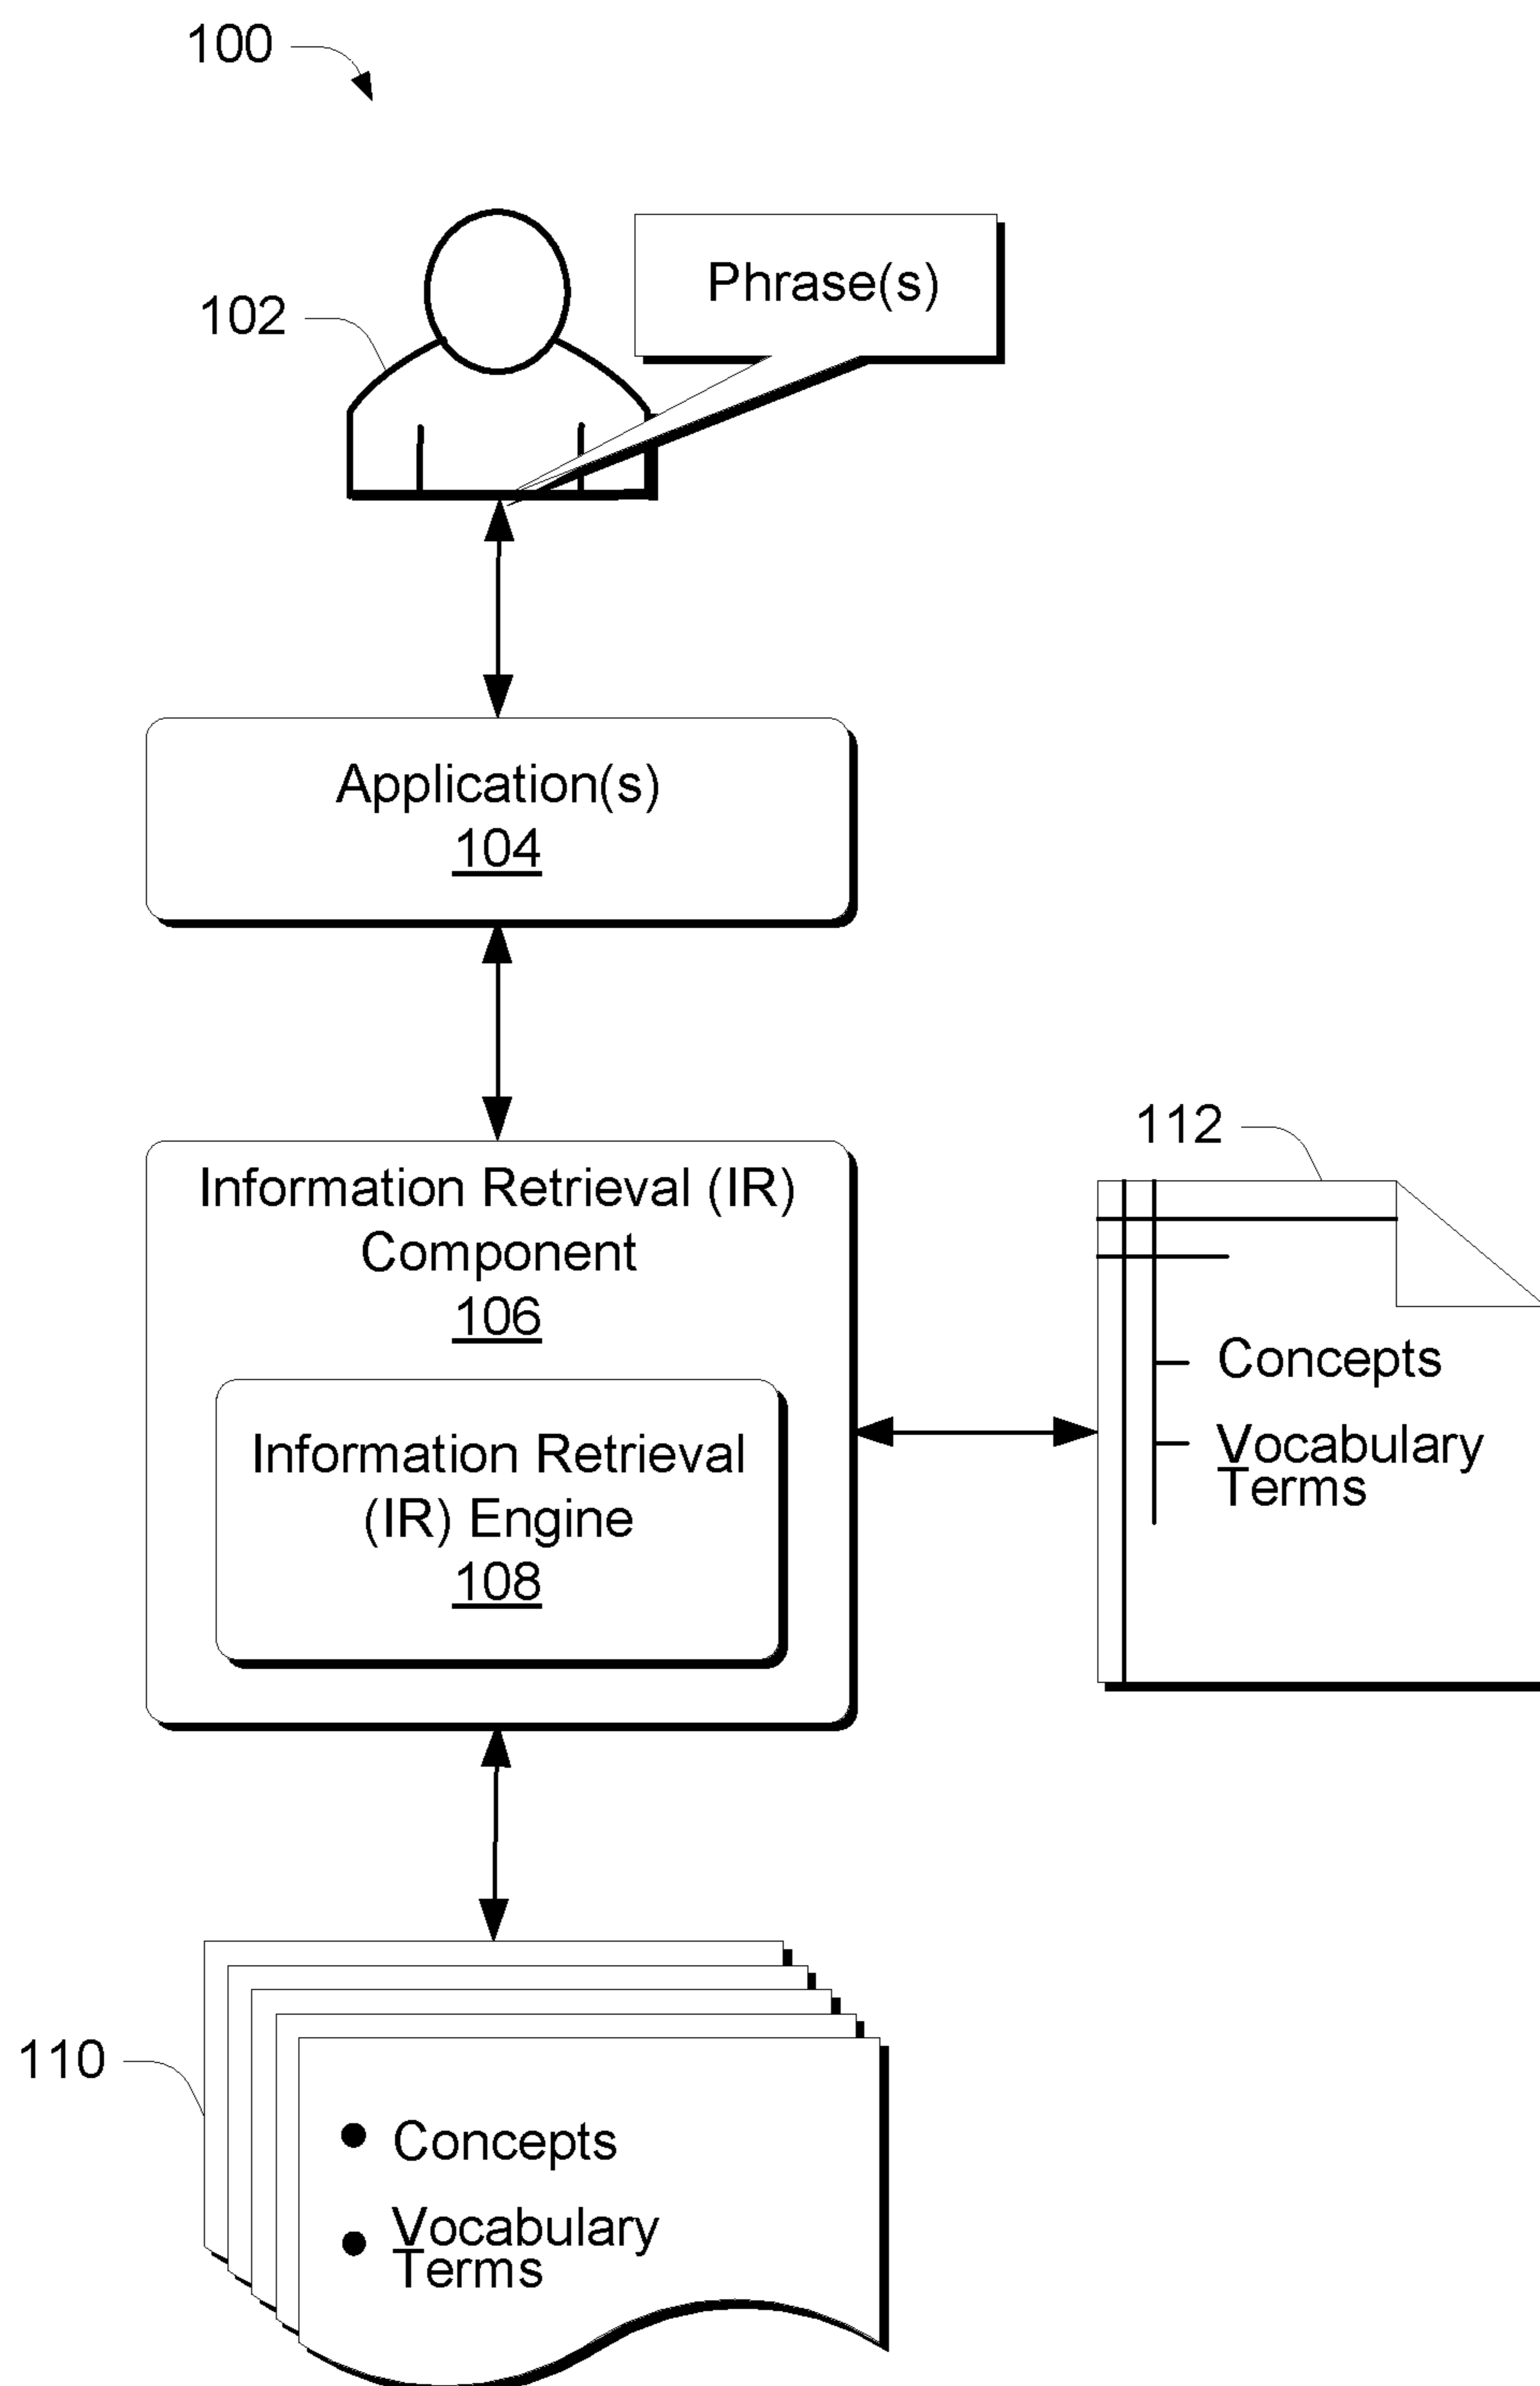 100
102
Phrase(s)
Application(s)
104
Information Retrieval (IR)
Component
106
Information Retrieval
(IR) Engine
108
112
Concepts
Vocabulary
Terms
110
Concepts
Vocabulary
Terms